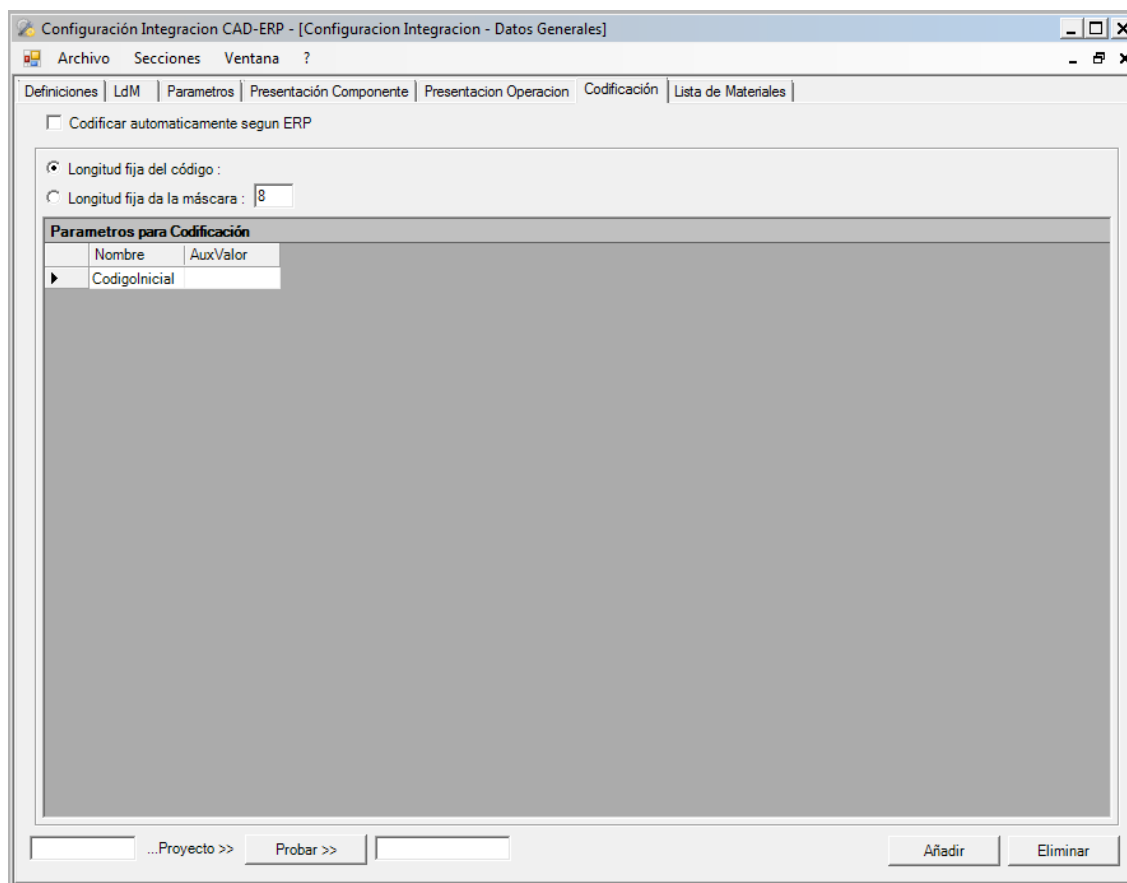 Configuración Integracion CAD-ERP - [Configuracion Integracion - Datos Generales]
Archivo Secciones Ventana ?
Definiciones LdM Parametros Presentación Componente Presentacion Operacion Codificación Lista de Materiales
Codificar automaticamente segun ERP
Longitud fija del código :
Longitud fija da la máscara : 8
Parametros para Codificación
Nombre AuxValor
CodigoInicial
...Proyecto >> Probar >> Añadir Eliminar